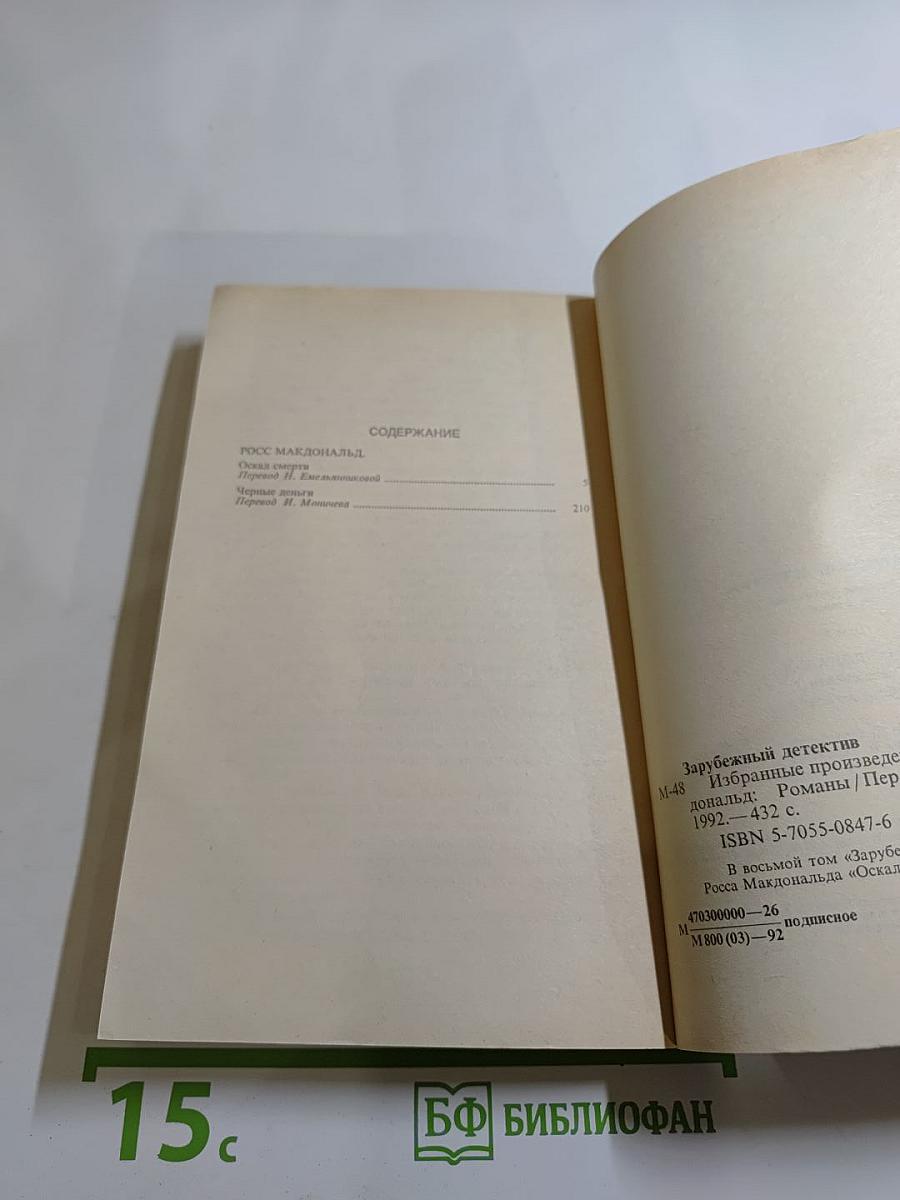 СОДЕРЖАНИЕ
РОСС МАКДОНАЛЬД.
Оскал смерти
Перевод Н. Емельянниковой ........ 5
Черные деньги
Перевод И. Моничева ........ 210
Зарубежный детектив
М-48 Избранные произведе
дональд: Романы / Пер
1992.— 432 с.
ISBN 5-7055-0847-6
В восьмой том «Зарубе
Росса Макдональда «Оскал
М 470300000—26 подписное
М800 (03)—92
15 с
БФ БИБЛИОФАН